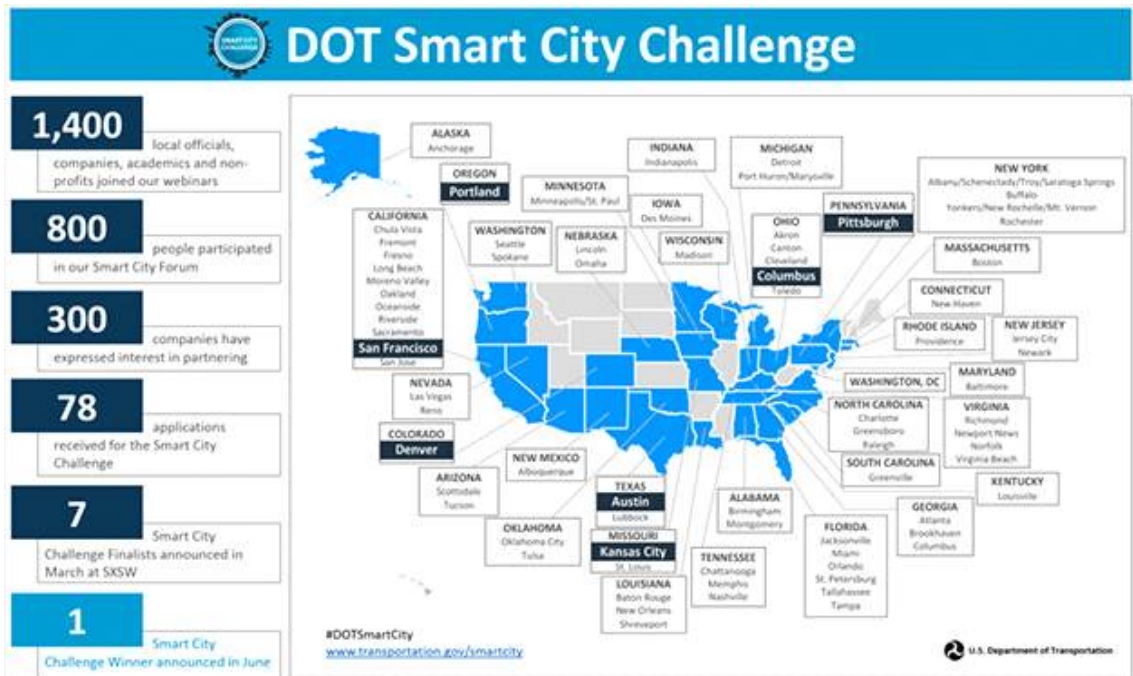 SMART CITY
CHALLENGE
DOT Smart City Challenge
1,400
local officials,
companies, academics and non-
profits joined our webinars
800
people participated
in our Smart City Forum
300
companies have
expressed interest in partnering
78
applications
received for the Smart City
Challenge
7
Smart City
Challenge Finalists announced in
March at SXSW
1
Smart City
Challenge Winner announced in June
ALASKA
Anchorage
OREGON
Portland
CALIFORNIA
Chula Vista
Fremont
Fresno
Long Beach
Moreno Valley
Oakland
Oceanside
Riverside
Sacramento
San Francisco
San Jose
WASHINGTON
Seattle
Spokane
MINNESOTA
Minneapolis/St. Paul
NEBRASKA
Lincoln
Omaha
IOWA
Des Moines
INDIANA
Indianapolis
WISCONSIN
Madison
MICHIGAN
Detroit
Port Huron/Marysville
OHIO
Akron
Canton
Cleveland
Columbus
Toledo
PENNSYLVANIA
Pittsburgh
NEW YORK
Albany/Schenectady/Troy/Saratoga Springs
Buffalo
Yonkers/New Rochelle/Mt. Vernon
Rochester
MASSACHUSETTS
Boston
CONNECTICUT
New Haven
RHODE ISLAND
Providence
NEW JERSEY
Jersey City
Newark
WASHINGTON, DC
MARYLAND
Baltimore
NORTH CAROLINA
Charlotte
Greensboro
Raleigh
VIRGINIA
Richmond
Newport News
Norfolk
Virginia Beach
SOUTH CAROLINA
Greenville
KENTUCKY
Louisville
GEORGIA
Atlanta
Brookhaven
Columbus
FLORIDA
Jacksonville
Miami
Orlando
St. Petersburg
Tallahassee
Tampa
ALABAMA
Birmingham
Montgomery
TENNESSEE
Chattanooga
Memphis
Nashville
NEVADA
Las Vegas
Reno
COLORADO
Denver
ARIZONA
Scottsdale
Tucson
NEW MEXICO
Albuquerque
OKLAHOMA
Oklahoma City
Tulsa
TEXAS
Austin
Lubbock
MISSOURI
Kansas City
St. Louis
LOUISIANA
Baton Rouge
New Orleans
Shreveport
#DOTSmartCity
www.transportation.gov/smartcity
U.S. Department of Transportation